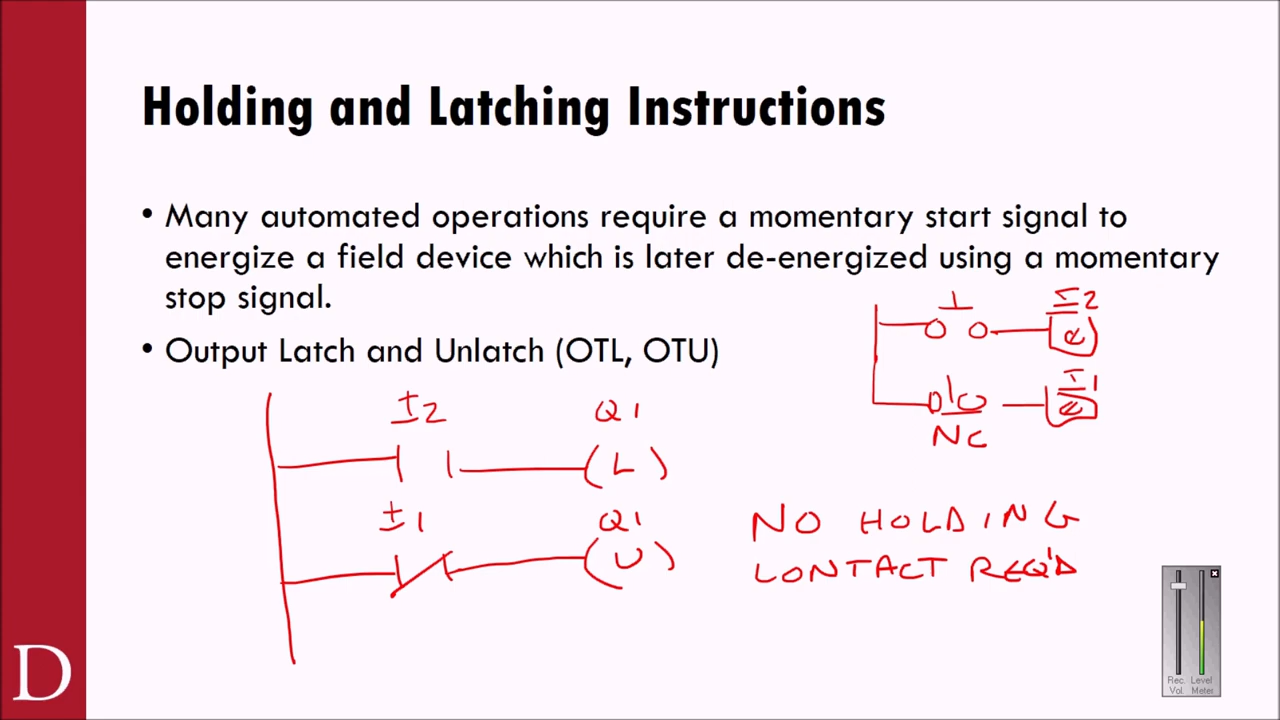 Holding and Latching Instructions
• Many automated operations require a momentary start signal to
energize a field device which is later de-energized using a momentary
stop signal.
• Output Latch and Unlatch (OTL, OTU)
I2
I1
NC
I2 Q1
(L)
I1 Q1
(U)
NO HOLDING
CONTACT REQ'D
Rec. Level
Vol. Meter
D